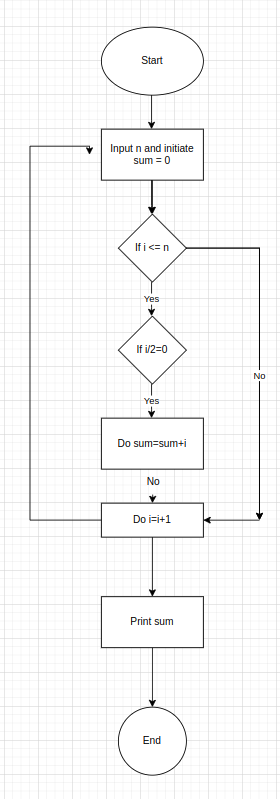 Start
Input n and initiate
sum = 0
If i <= n
Yes
If i/2=0
No
Yes
Do sum=sum+i
No
Do i=i+1
Print sum
End